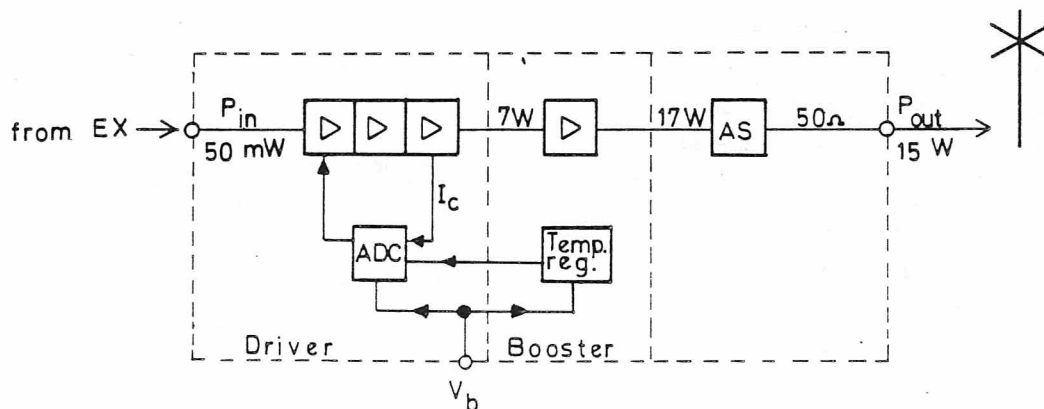 from EX
P_in
50 mW
7W
17W
AS
50Ω
P_out
15 W
I_c
ADC
Temp.
reg.
Driver
Booster
V_b